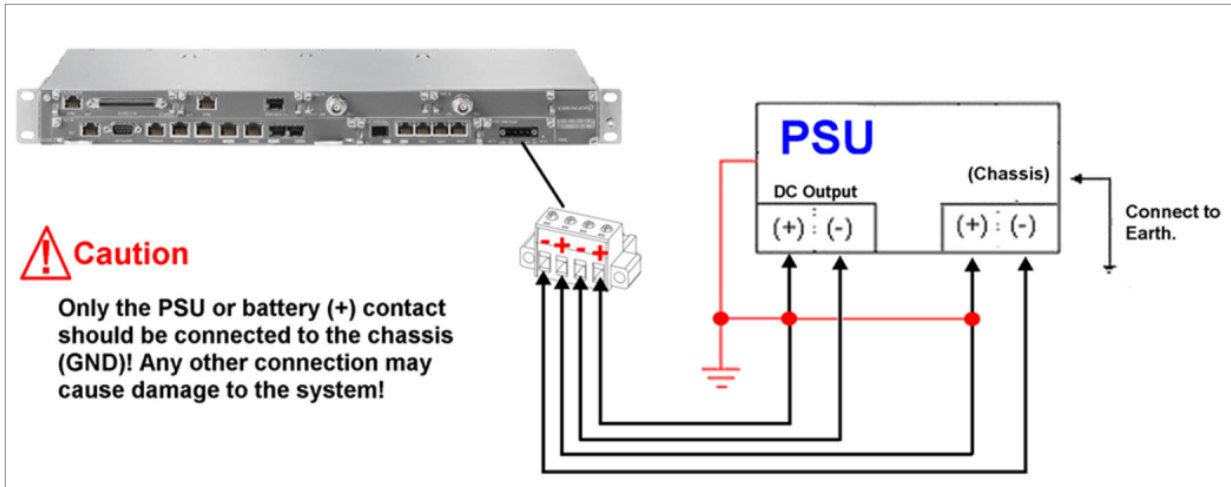 PSU
(Chassis)
DC Output
(+) : (-)
(+) : (-)
Connect to
Earth.
- + - +
Caution
Only the PSU or battery (+) contact
should be connected to the chassis
(GND)! Any other connection may
cause damage to the system!